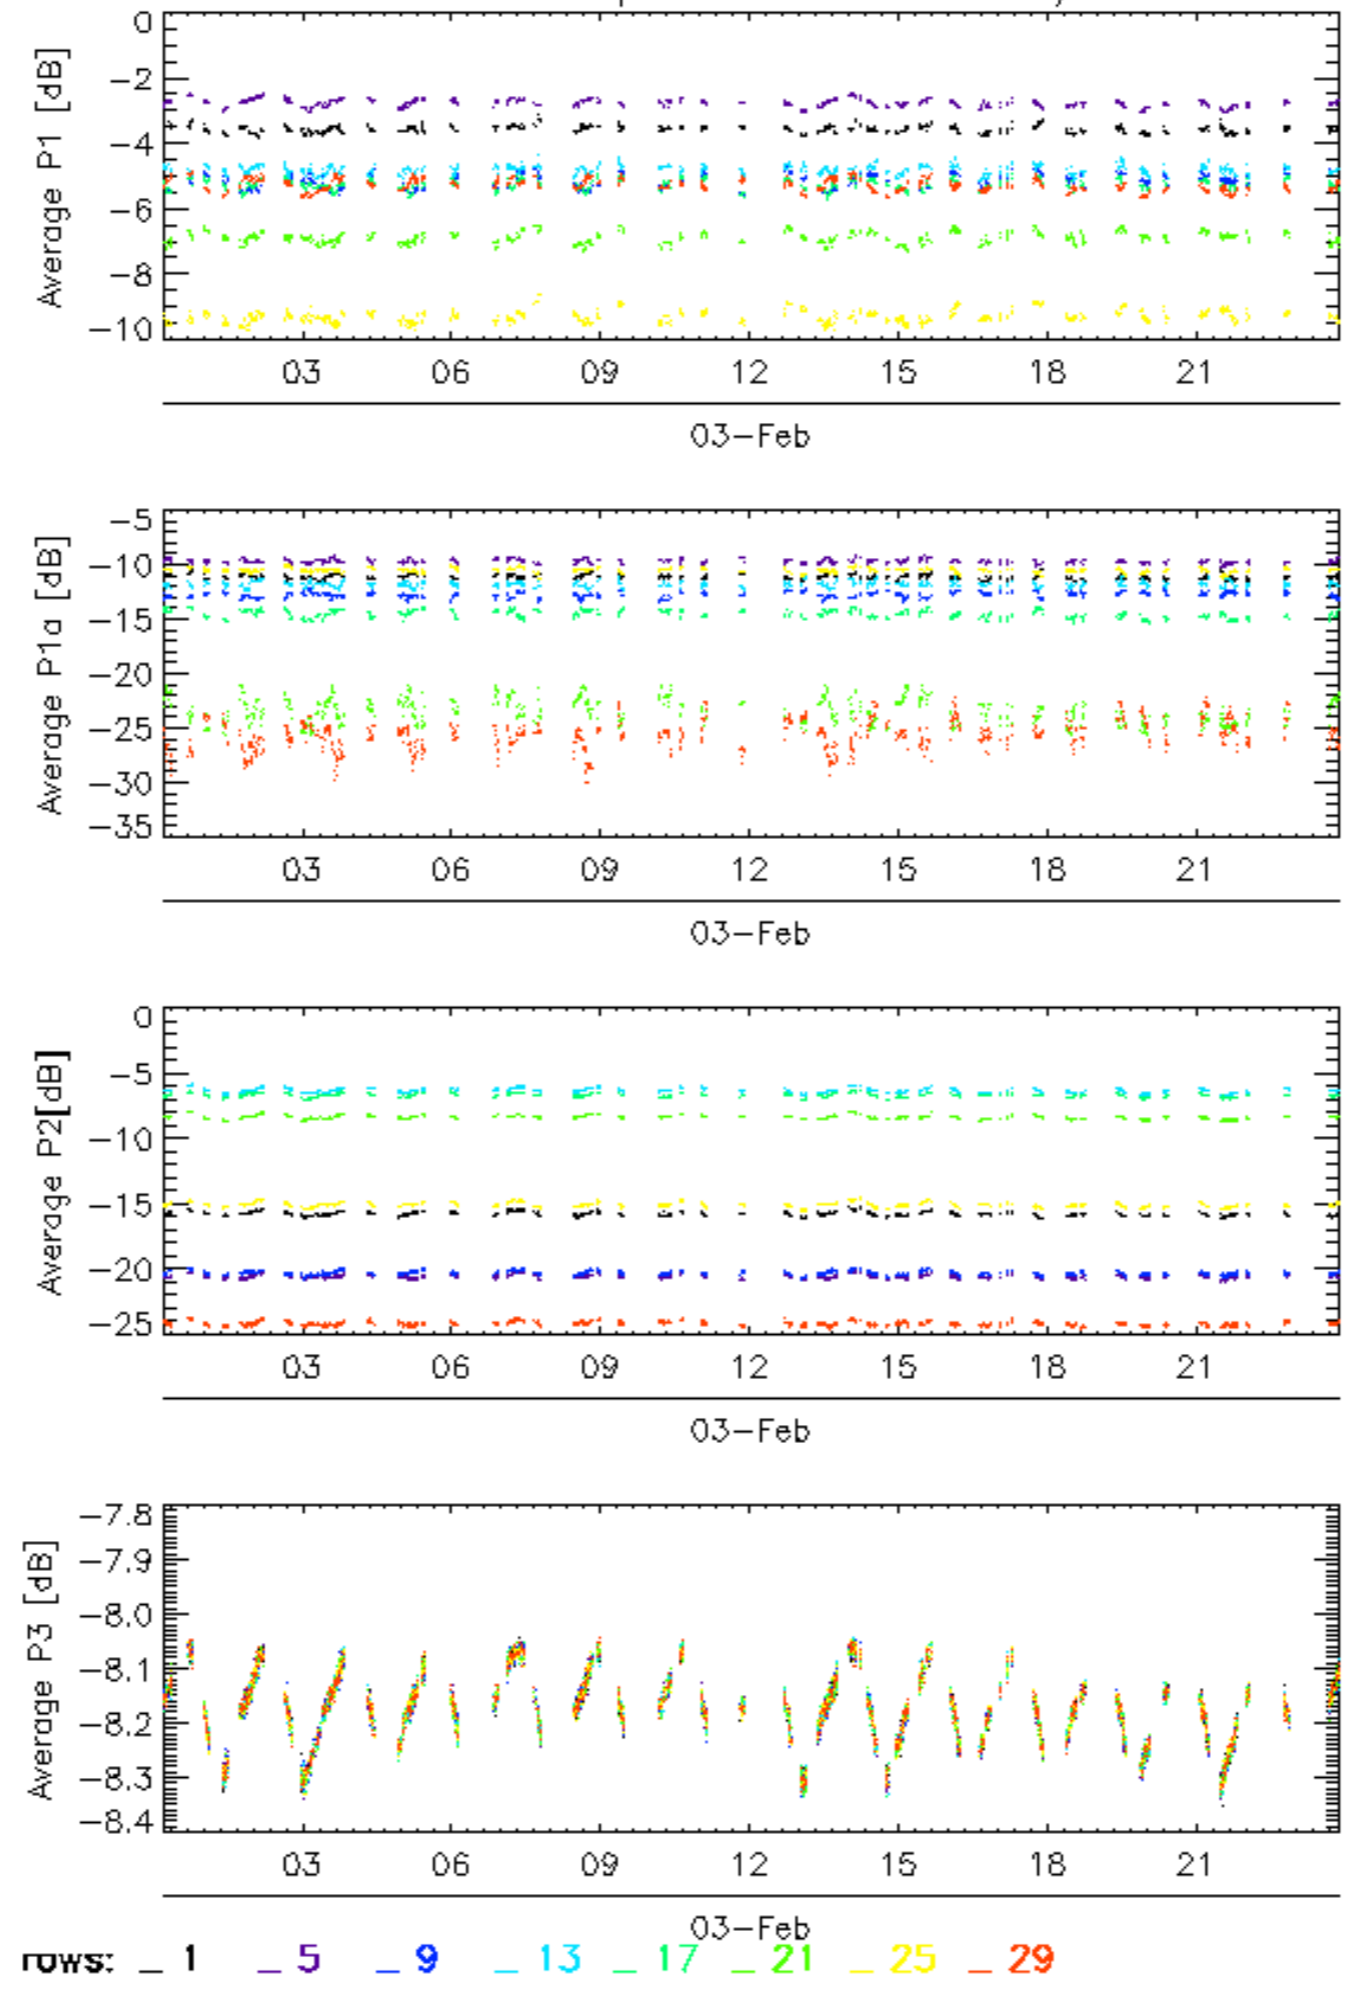 Average P1 [dB]
0
−2
−4
−6
−8
−10
03 06 09 12 15 18 21
03−Feb
Average P1a [dB]
−5
−10
−15
−20
−25
−30
−35
03 06 09 12 15 18 21
03−Feb
Average P2[dB]
0
−5
−10
−15
−20
−25
03 06 09 12 15 18 21
03−Feb
Average P3 [dB]
−7.8
−7.9
−8.0
−8.1
−8.2
−8.3
−8.4
03 06 09 12 15 18 21
03−Feb
rows: _ 1 _ 5 _ 9 _ 13 _ 17 _ 21 _ 25 _ 29